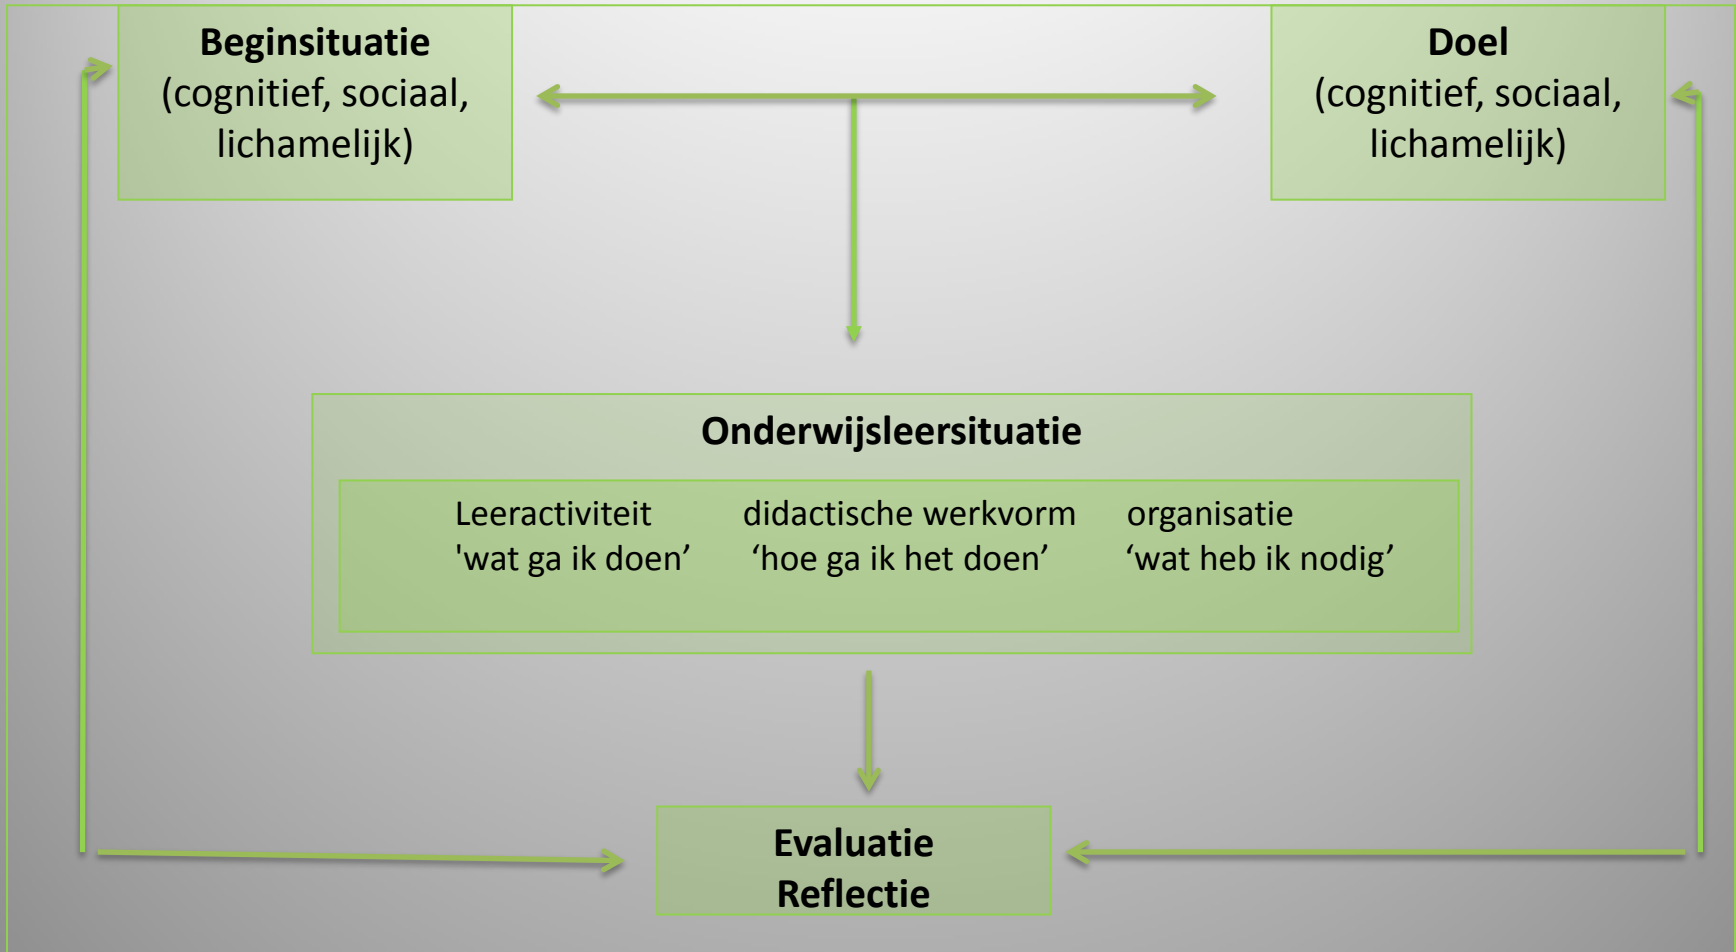 Beginsituatie
(cognitief, sociaal,
lichamelijk)
Doel
(cognitief, sociaal,
lichamelijk)
Onderwijsleersituatie
Leeractiviteit didactische werkvorm organisatie
'wat ga ik doen’ ‘hoe ga ik het doen’ ‘wat heb ik nodig’
Evaluatie
Reflectie